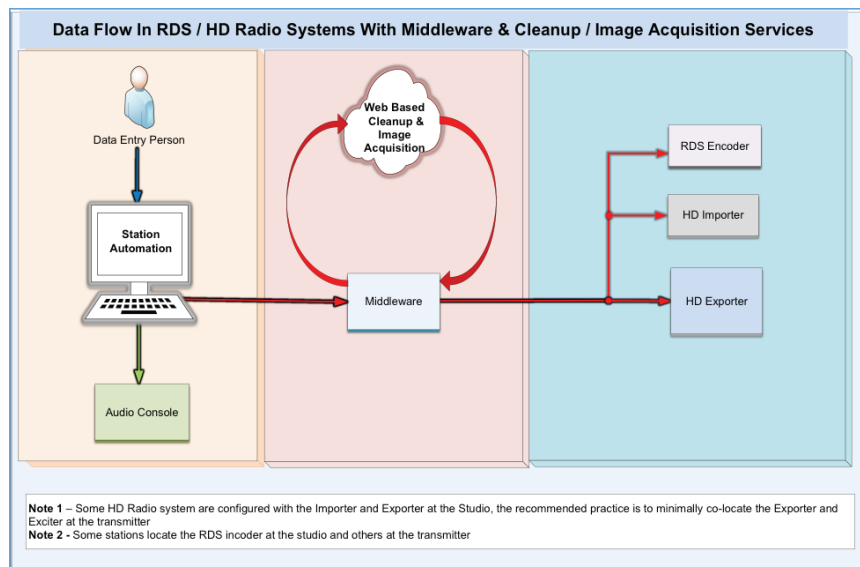 Data Flow In RDS / HD Radio Systems With Middleware & Cleanup / Image Acquisition Services
Data Entry Person
Station
Automation
Audio Console
Web Based
Cleanup &
Image
Acquisition
Middleware
RDS Encoder
HD Importer
HD Exporter
Note 1 – Some HD Radio system are configured with the Importer and Exporter at the Studio, the recommended practice is to minimally co-locate the Exporter and
Exciter at the transmitter
Note 2 - Some stations locate the RDS incoder at the studio and others at the transmitter